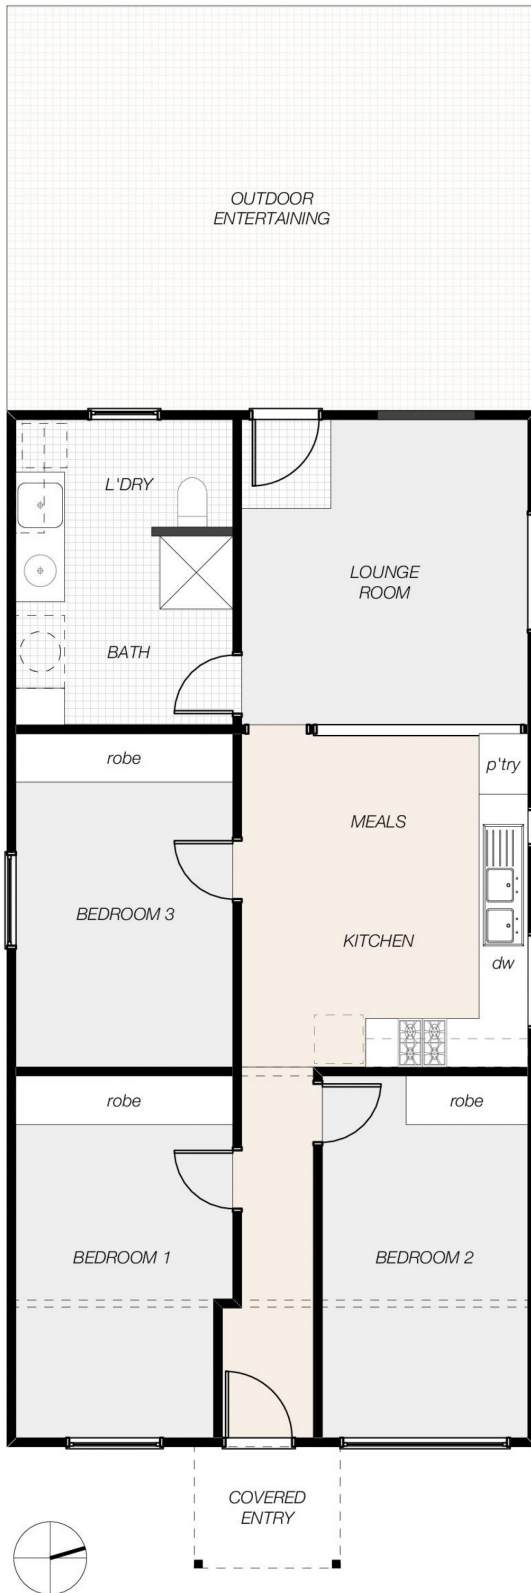 OUTDOOR
ENTERTAINING
L'DRY
LOUNGE
ROOM
BATH
robe
p'try
MEALS
BEDROOM 3
KITCHEN
dw
robe
robe
BEDROOM 1
BEDROOM 2
COVERED
ENTRY